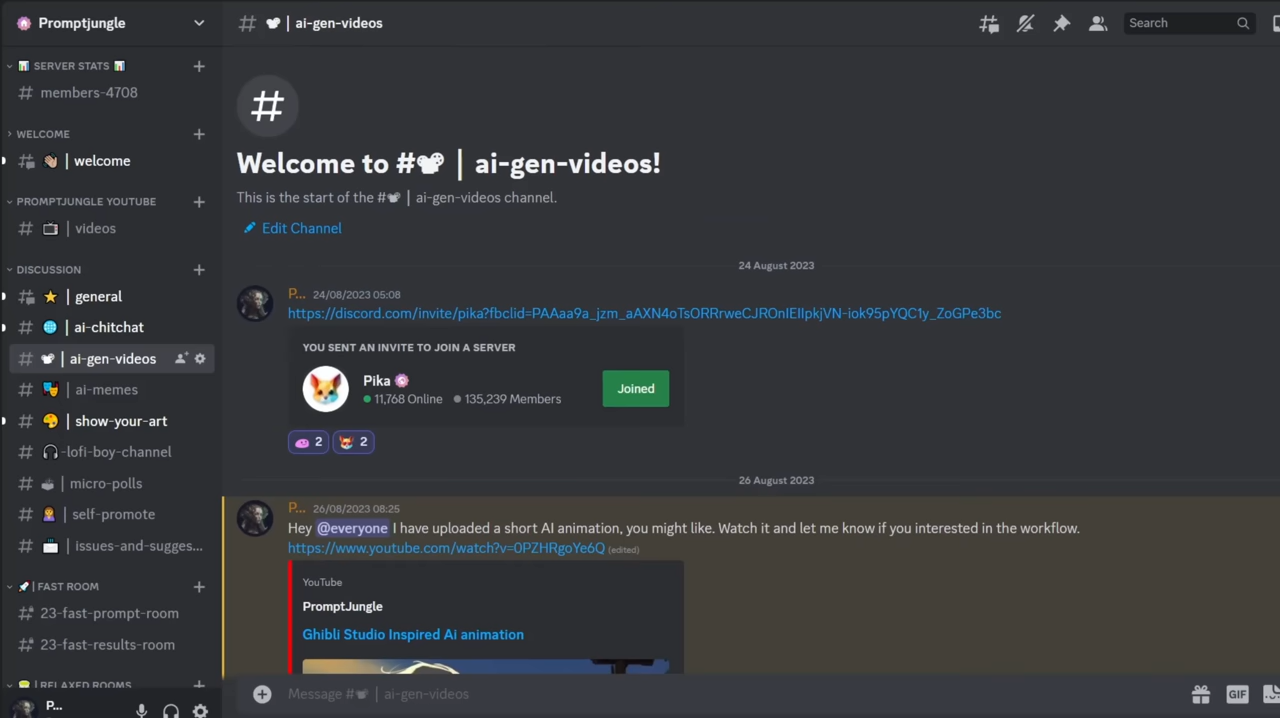 Promptjungle
# | ai-gen-videos
Search
SERVER STATS
members-4708
WELCOME
| welcome
PROMPTJUNGLE YOUTUBE
| videos
DISCUSSION
| general
| ai-chitchat
| ai-gen-videos
| ai-memes
| show-your-art
-lofi-boy-channel
| micro-polls
| self-promote
| issues-and-sugges...
| FAST ROOM
23-fast-prompt-room
23-fast-results-room
| RELAXED ROOMS
P...
#
Welcome to # | ai-gen-videos!
This is the start of the # | ai-gen-videos channel.
Edit Channel
24 August 2023
P... 24/08/2023 05:08
https://discord.com/invite/pika?fbclid=PAAaa9a_jzm_aAXN4oTsORRrweCJROnIEIIpkjVN-iok95pYQC1y_ZoGPe3bc
YOU SENT AN INVITE TO JOIN A SERVER
Pika
11,768 Online 135,239 Members
Joined
2 2
26 August 2023
P... 26/08/2023 08:25
Hey @everyone I have uploaded a short AI animation, you might like. Watch it and let me know if you interested in the workflow.
https://www.youtube.com/watch?v=0PZHRgoYe6Q (edited)
YouTube
PromptJungle
Ghibli Studio Inspired Ai animation
Message # | ai-gen-videos
GIF